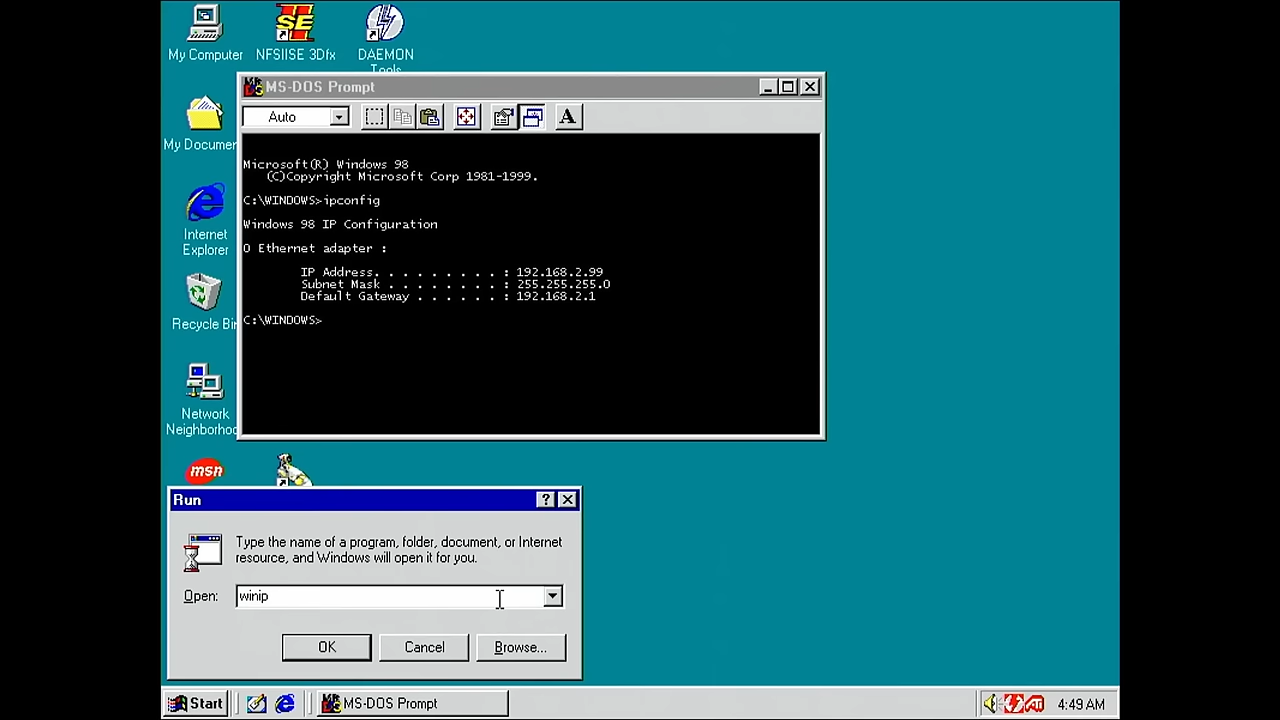 My Computer
NFSIISE 3Dfx
DAEMON
Tools
SE
MS-DOS Prompt
Auto
A
My Documen
Microsoft(R) Windows 98
(C)Copyright Microsoft Corp 1981-1999.
C:\WINDOWS>ipconfig
Windows 98 IP Configuration
0 Ethernet adapter :
IP Address. . . . . . . . . : 192.168.2.99
Subnet Mask . . . . . . . . : 255.255.255.0
Default Gateway . . . . . . : 192.168.2.1
C:\WINDOWS>
Internet
Explorer
Recycle Bin
Network
Neighborhoo
msn
Run
Type the name of a program, folder, document, or Internet
resource, and Windows will open it for you.
Open:
winip
OK
Cancel
Browse...
Start
MS-DOS Prompt
4:49 AM